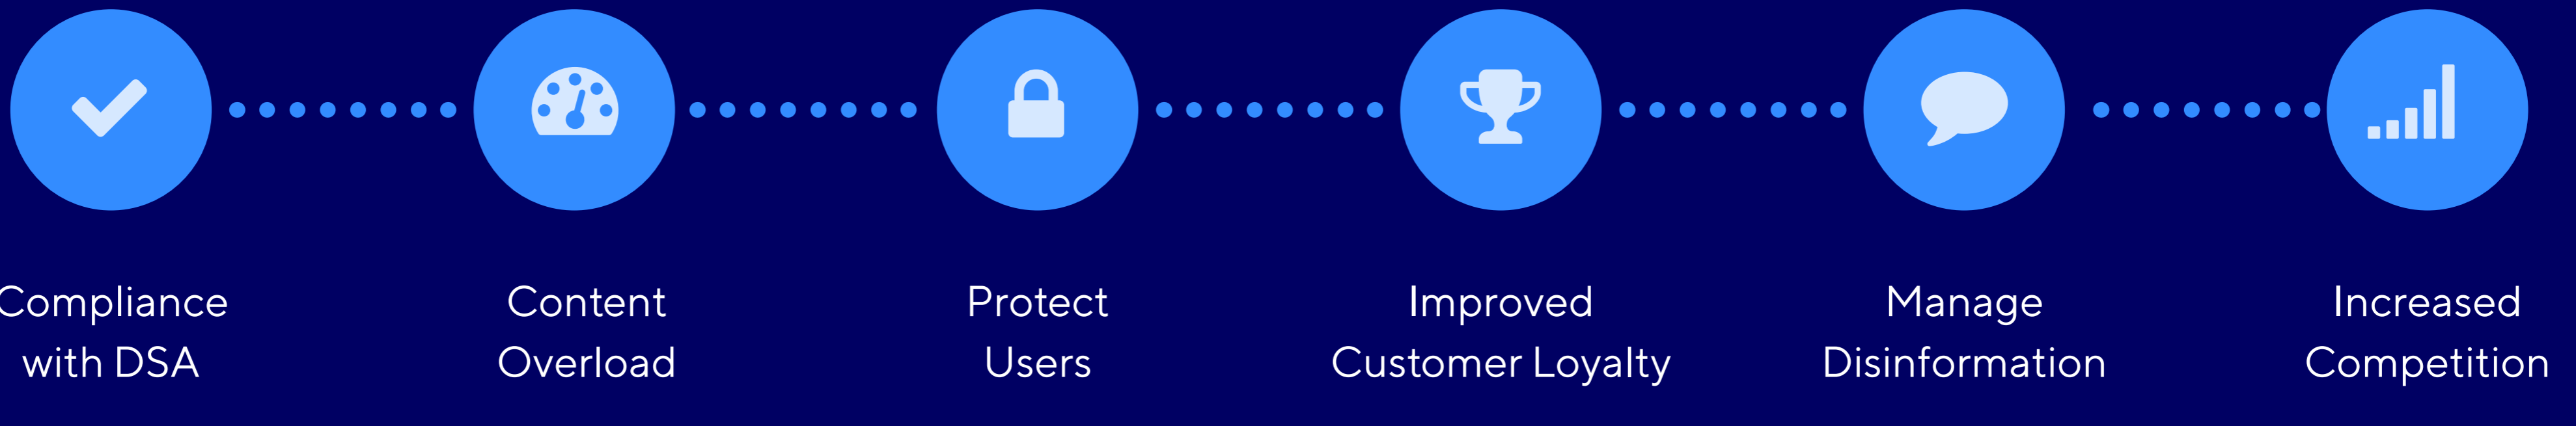 Compliance
with DSA
Content
Overload
Protect
Users
Improved
Customer Loyalty
Manage
Disinformation
Increased
Competition